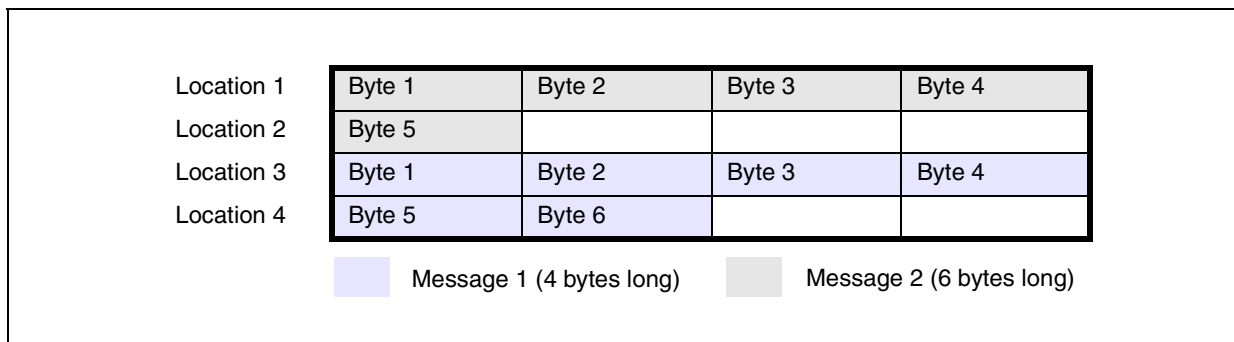 Location 1 Byte 1 Byte 2 Byte 3 Byte 4
Location 2 Byte 5
Location 3 Byte 1 Byte 2 Byte 3 Byte 4
Location 4 Byte 5 Byte 6
Message 1 (4 bytes long) Message 2 (6 bytes long)